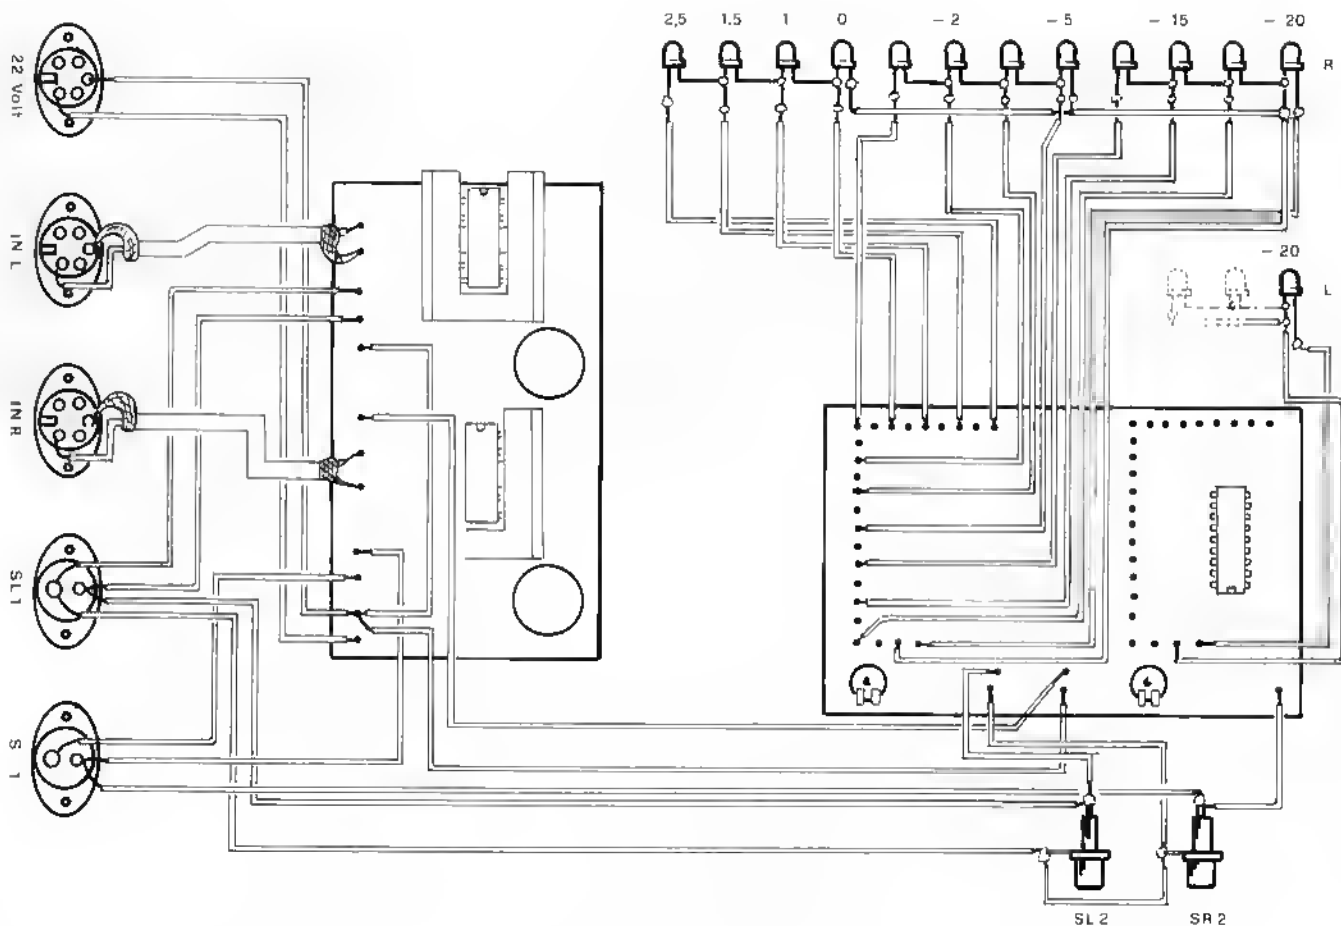 2,5 1.5 1 0 – 2 – 5 – 15 – 20
R
22 Volt
IN L
– 20
L
IN R
SL 1
S 1
SL 2 SR 2